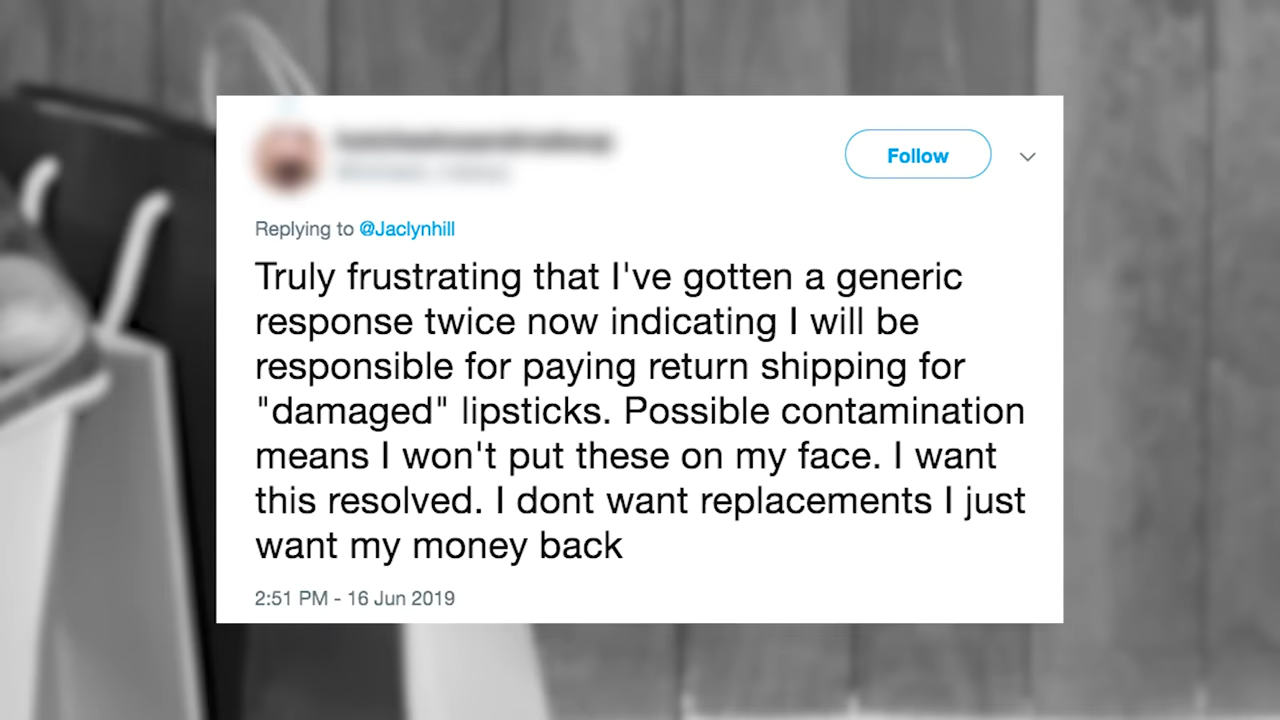 Follow
Replying to @Jaclynhill
Truly frustrating that I've gotten a generic
response twice now indicating I will be
responsible for paying return shipping for
"damaged" lipsticks. Possible contamination
means I won't put these on my face. I want
this resolved. I dont want replacements I just
want my money back
2:51 PM - 16 Jun 2019